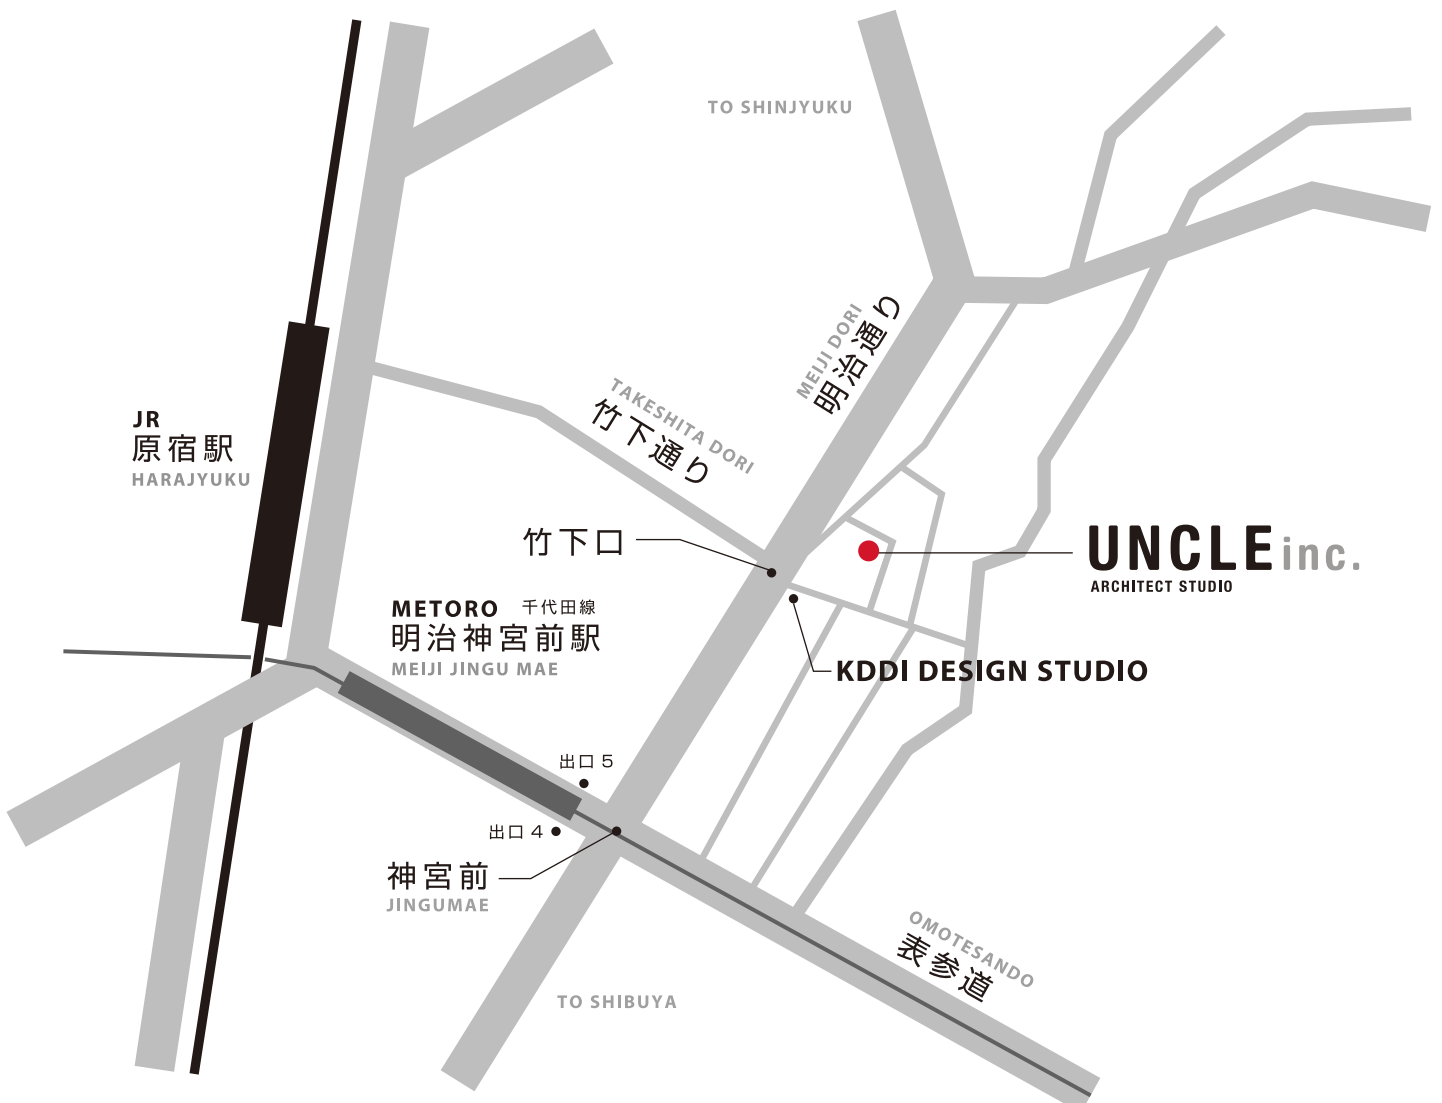 TO SHINJYUKU
MEIJI DORI
明治通り
TAKESHITA DORI
竹下通り
JR
原宿駅
HARAJYUKU
竹下口
UNCLE inc.
ARCHITECT STUDIO
METORO 千代田線
明治神宮前駅
MEIJI JINGU MAE
KDDI DESIGN STUDIO
出口 5
出口 4
神宮前
JINGUMAE
OMOTESANDO
表参道
TO SHIBUYA